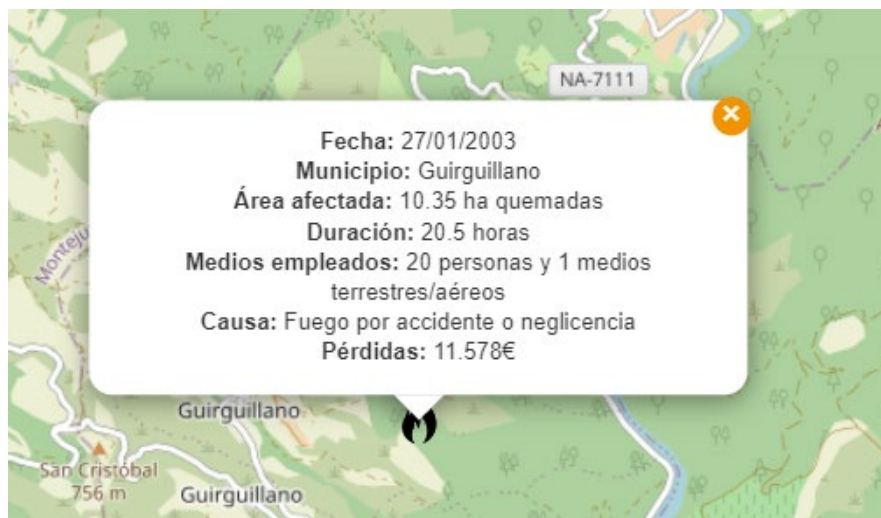 NA-7111
×
Fecha: 27/01/2003
Municipio: Guirguillano
Área afectada: 10.35 ha quemadas
Duración: 20.5 horas
Medios empleados: 20 personas y 1 medios
terrestres/aéreos
Causa: Fuego por accidente o neglicencia
Pérdidas: 11.578€
Monteju
Guirguillano
San Cristóbal
756 m
Guirguillano